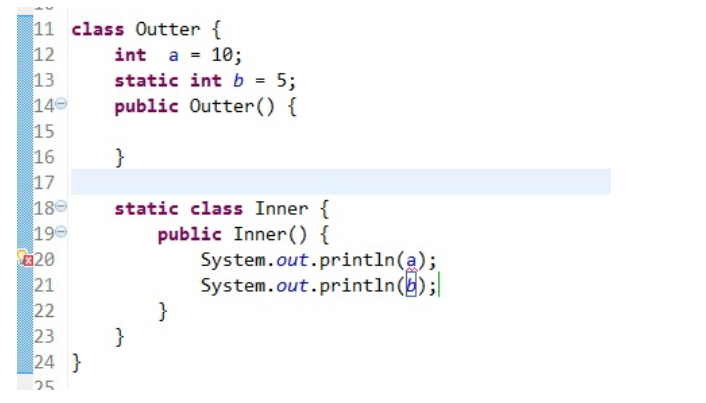 11 class Outter {
12     int  a = 10;
13     static int b = 5;
14     public Outter() {
15
16     }
17
18     static class Inner {
19         public Inner() {
20             System.out.println(a);
21             System.out.println(b);
22         }
23     }
24 }
25